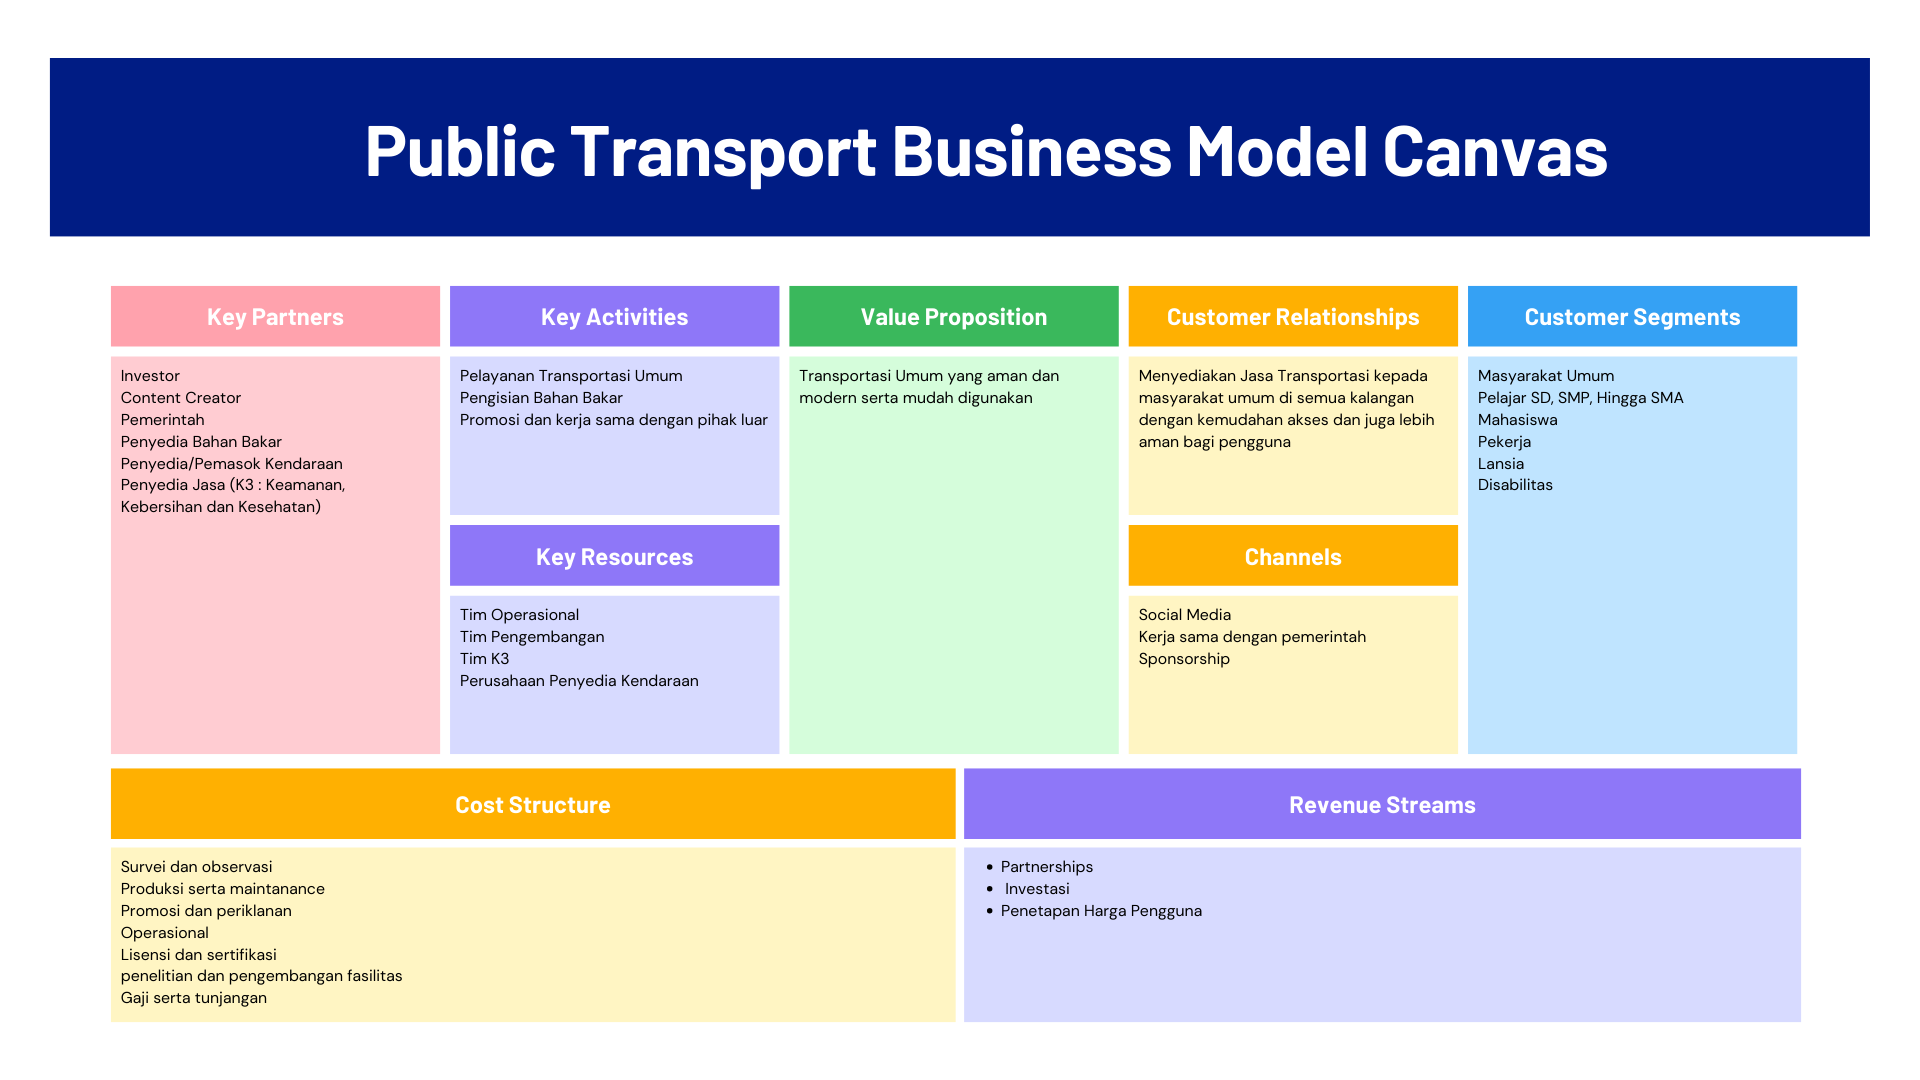 Public Transport Business Model Canvas
Key Partners
Investor
Content Creator
Pemerintah
Penyedia Bahan Bakar
Penyedia/Pemasok Kendaraan
Penyedia Jasa (K3 : Keamanan,
Kebersihan dan Kesehatan)
Key Activities
Pelayanan Transportasi Umum
Pengisian Bahan Bakar
Promosi dan kerja sama dengan pihak luar
Key Resources
Tim Operasional
Tim Pengembangan
Tim K3
Perusahaan Penyedia Kendaraan
Value Proposition
Transportasi Umum yang aman dan
modern serta mudah digunakan
Customer Relationships
Menyediakan Jasa Transportasi kepada
masyarakat umum di semua kalangan
dengan kemudahan akses dan juga lebih
aman bagi pengguna
Channels
Social Media
Kerja sama dengan pemerintah
Sponsorship
Customer Segments
Masyarakat Umum
Pelajar SD, SMP, Hingga SMA
Mahasiswa
Pekerja
Lansia
Disabilitas
Cost Structure
Survei dan observasi
Produksi serta maintanance
Promosi dan periklanan
Operasional
Lisensi dan sertifikasi
penelitian dan pengembangan fasilitas
Gaji serta tunjangan
Revenue Streams
• Partnerships
• Investasi
• Penetapan Harga Pengguna